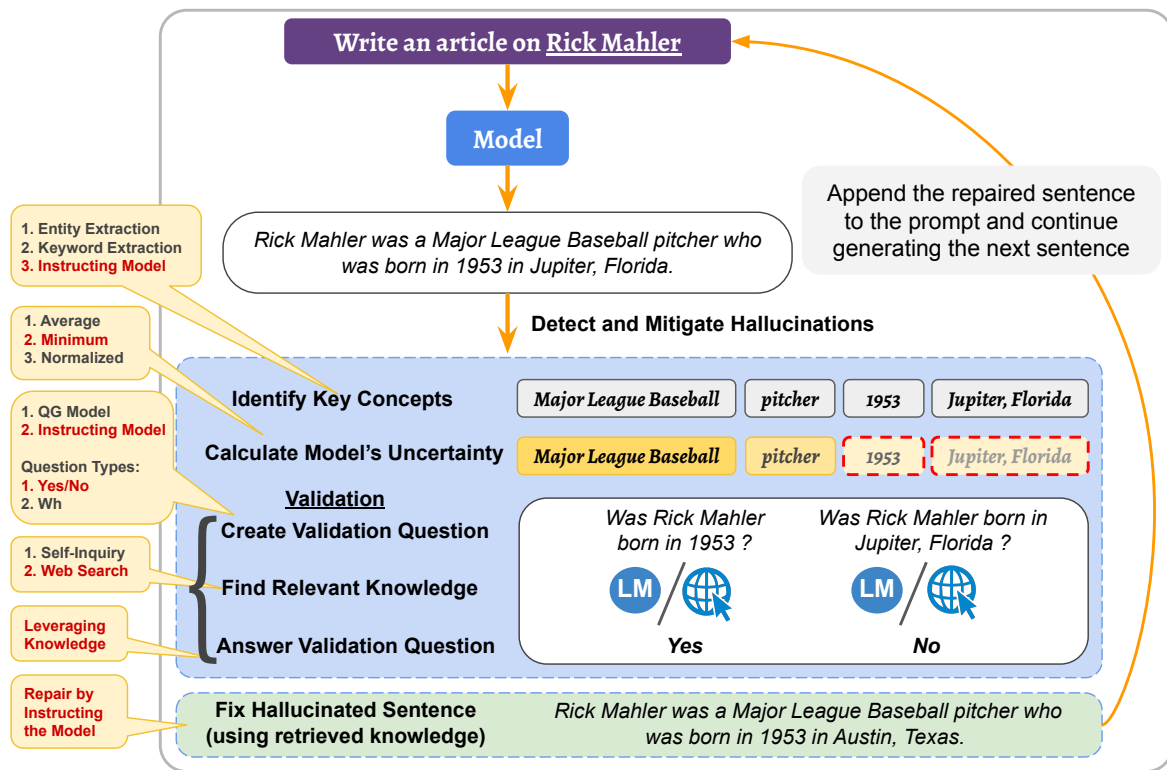 Write an article on Rick Mahler
Model
Append the repaired sentence
to the prompt and continue
generating the next sentence
1. Entity Extraction
2. Keyword Extraction
3. Instructing Model
Rick Mahler was a Major League Baseball pitcher who
was born in 1953 in Jupiter, Florida.
Detect and Mitigate Hallucinations
1. Average
2. Minimum
3. Normalized
Identify Key Concepts
Major League Baseball
pitcher
1953
Jupiter, Florida
1. QG Model
2. Instructing Model
Question Types:
1. Yes/No
2. Wh
Calculate Model's Uncertainty
Major League Baseball
pitcher
1953
Jupiter, Florida
Validation
Create Validation Question
Was Rick Mahler
born in 1953 ?
Was Rick Mahler born in
Jupiter, Florida ?
1. Self-Inquiry
2. Web Search
Find Relevant Knowledge
LM
LM
Leveraging
Knowledge
Answer Validation Question
Yes
No
Repair by
Instructing
the Model
Fix Hallucinated Sentence
(using retrieved knowledge)
Rick Mahler was a Major League Baseball pitcher who
was born in 1953 in Austin, Texas.